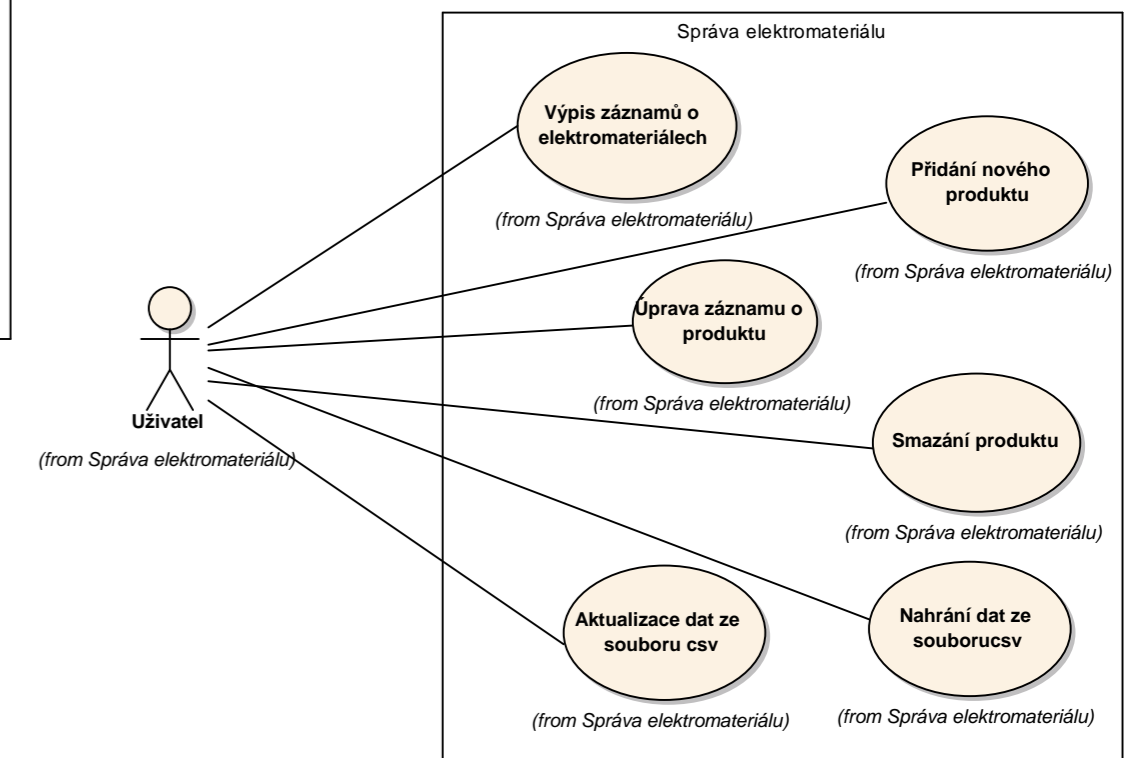 Správa elektromateriálu
Výpis záznamů o
elektromateriálech
(from Správa elektromateriálu)
Přidání nového
produktu
(from Správa elektromateriálu)
Úprava záznamu o
produktu
(from Správa elektromateriálu)
Uživatel
(from Správa elektromateriálu)
Smazání produktu
(from Správa elektromateriálu)
Aktualizace dat ze
souboru csv
(from Správa elektromateriálu)
Nahrání dat ze
souborucsv
(from Správa elektromateriálu)